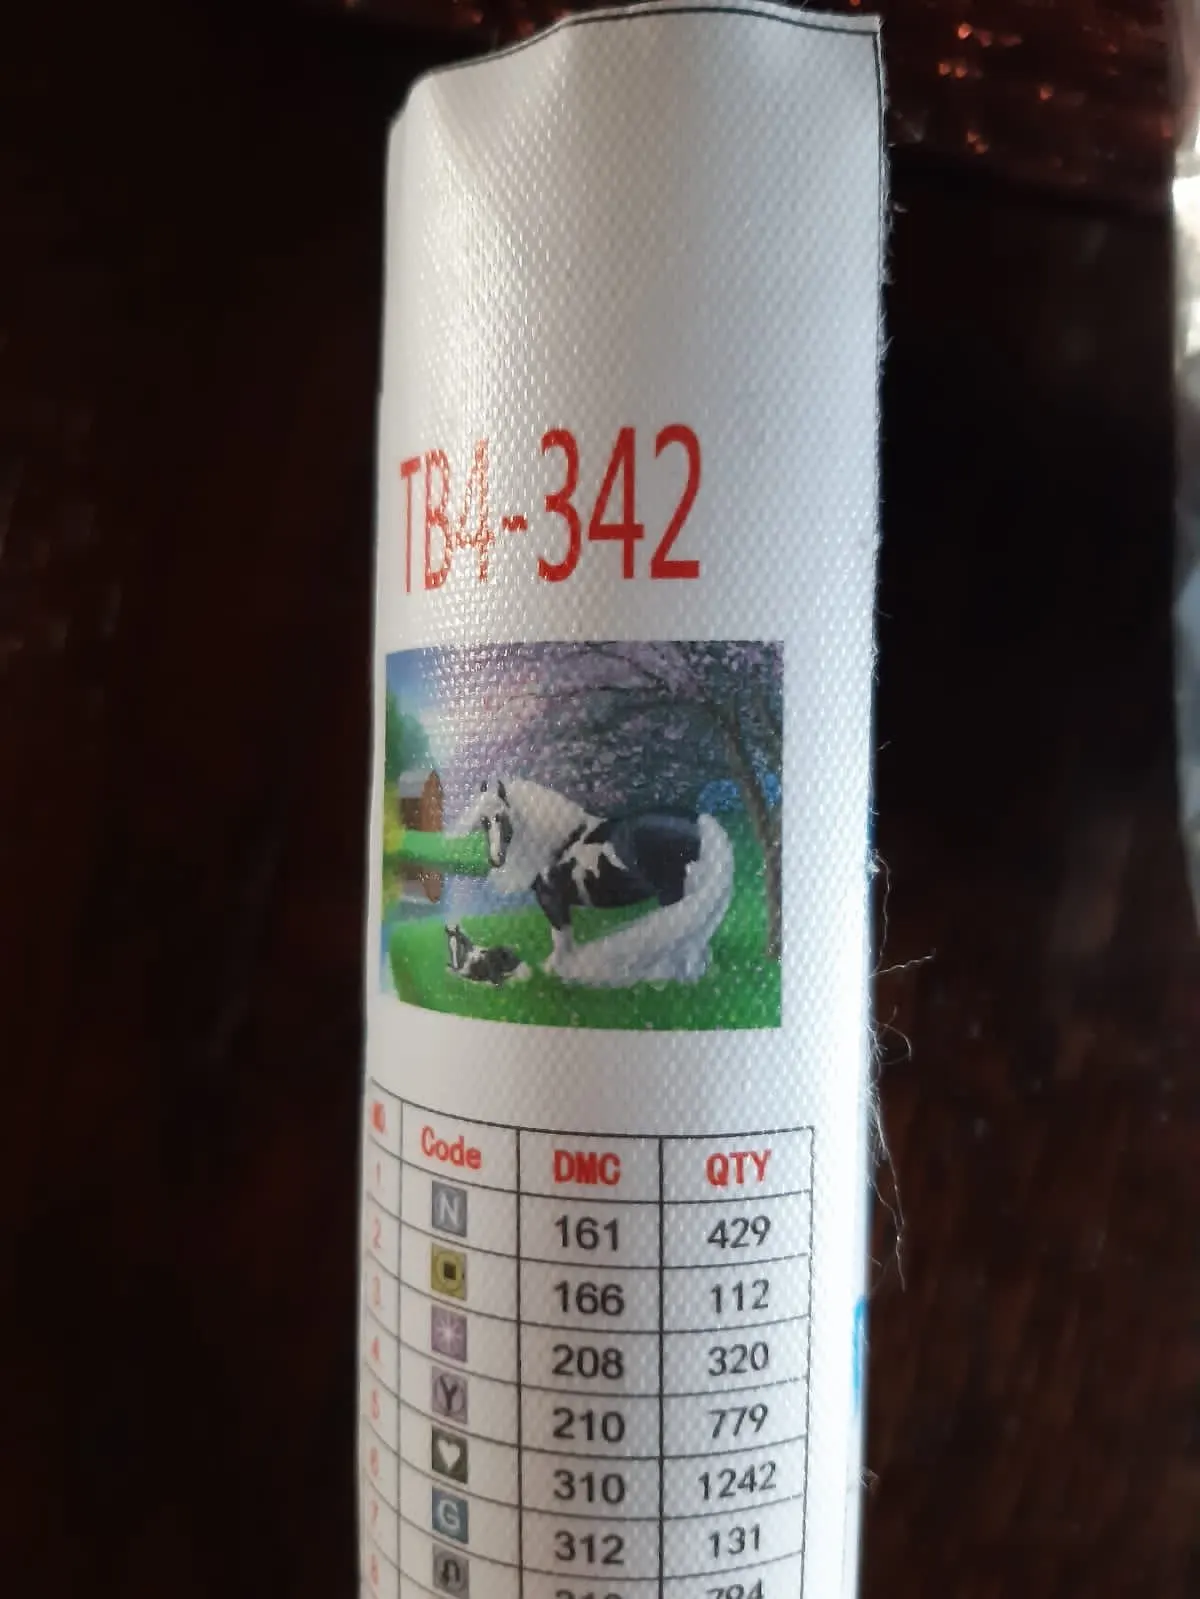 TB4-342
NO. Code DMC QTY
1 N 161 429
2 166 112
3 208 320
4 Y 210 779
5 310 1242
6 G 312 131
7
8